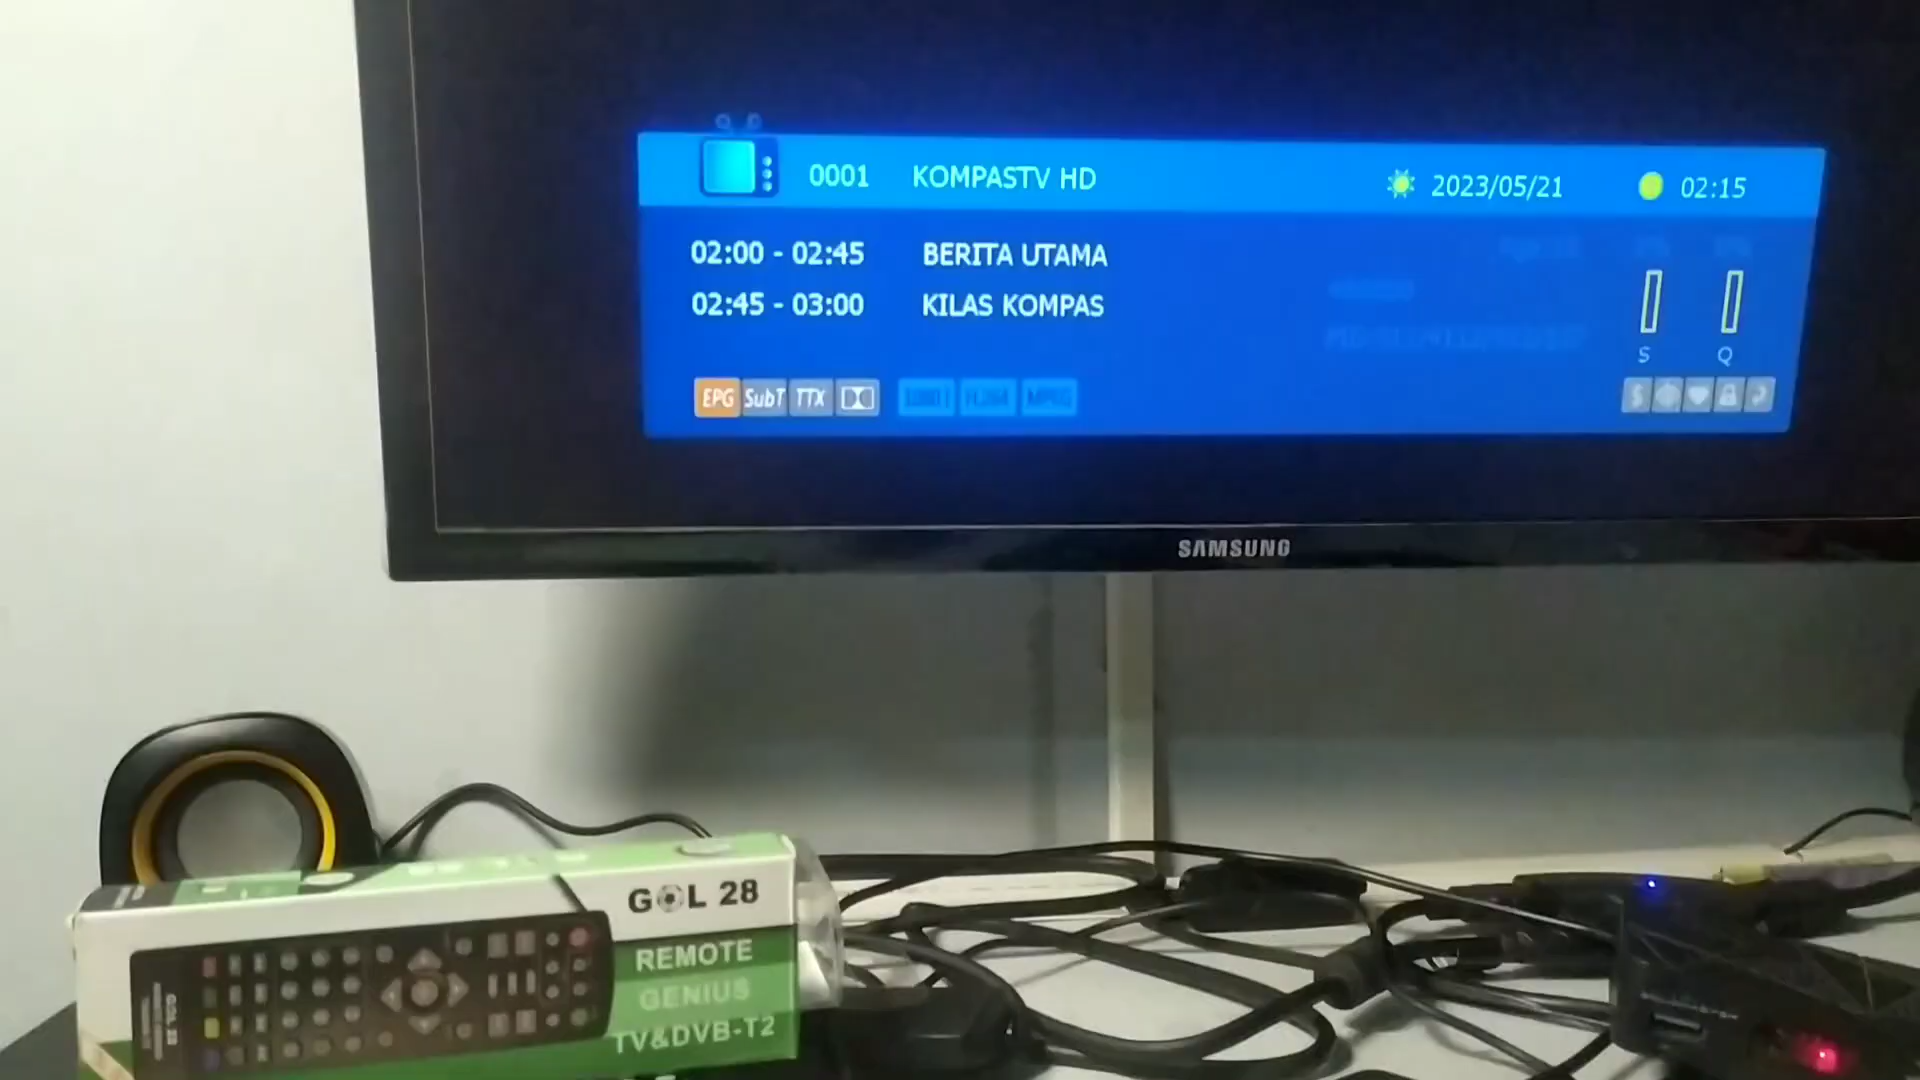 0001 KOMPASTV HD 2023/05/21 02:15
02:00 - 02:45 BERITA UTAMA
02:45 - 03:00 KILAS KOMPAS
S Q
EPG SubT TTX
SAMSUNG
GOL 28
REMOTE
GENIUS
TV&DVB-T2